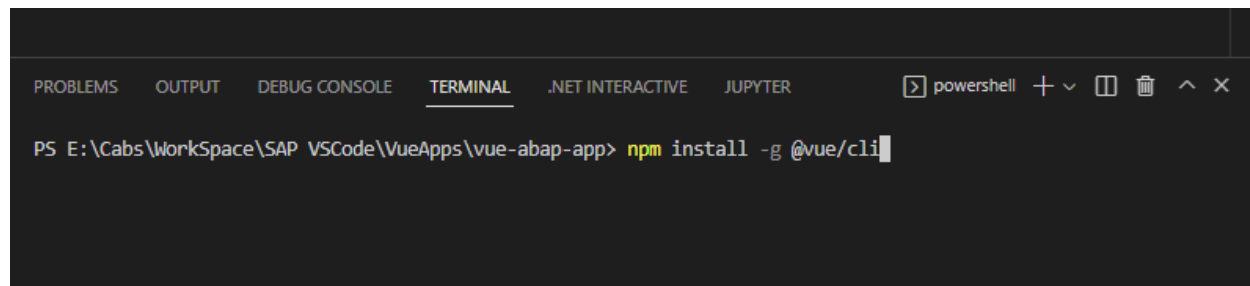 PROBLEMS OUTPUT DEBUG CONSOLE TERMINAL .NET INTERACTIVE JUPYTER powershell
PS E:\Cabs\WorkSpace\SAP VSCode\VueApps\vue-abap-app> npm install -g @vue/cli